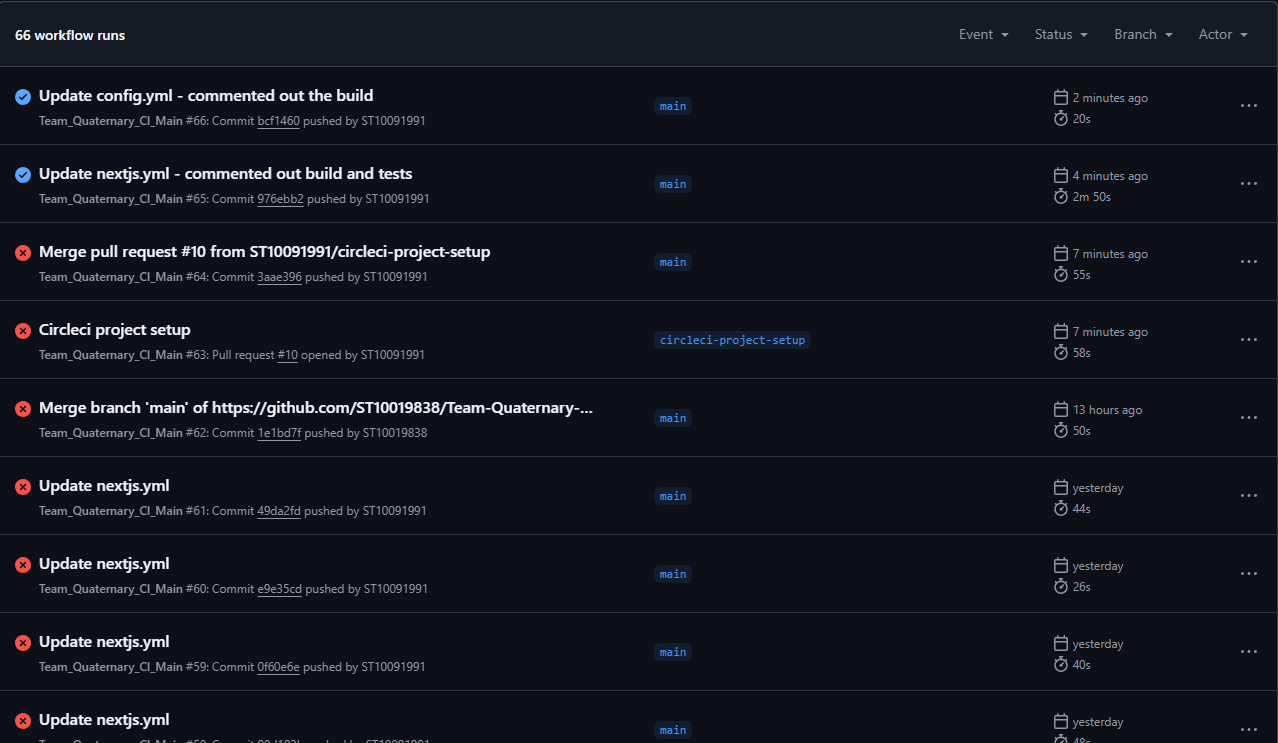 66 workflow runs
Event Status Branch Actor
Update config.yml - commented out the build
main
2 minutes ago
Team_Quaternary_CI_Main #66: Commit bcf1460 pushed by ST10091991
20s
Update nextjs.yml - commented out build and tests
main
4 minutes ago
Team_Quaternary_CI_Main #65: Commit 976ebb2 pushed by ST10091991
2m 50s
Merge pull request #10 from ST10091991/circleci-project-setup
main
7 minutes ago
Team_Quaternary_CI_Main #64: Commit 3aae396 pushed by ST10091991
55s
Circleci project setup
circleci-project-setup
7 minutes ago
Team_Quaternary_CI_Main #63: Pull request #10 opened by ST10091991
58s
Merge branch 'main' of https://github.com/ST10019838/Team-Quaternary-...
main
13 hours ago
Team_Quaternary_CI_Main #62: Commit 1e1bd7f pushed by ST10019838
50s
Update nextjs.yml
main
yesterday
Team_Quaternary_CI_Main #61: Commit 49da2fd pushed by ST10091991
44s
Update nextjs.yml
main
yesterday
Team_Quaternary_CI_Main #60: Commit e9e35cd pushed by ST10091991
26s
Update nextjs.yml
main
yesterday
Team_Quaternary_CI_Main #59: Commit 0f60e6e pushed by ST10091991
40s
Update nextjs.yml
main
yesterday